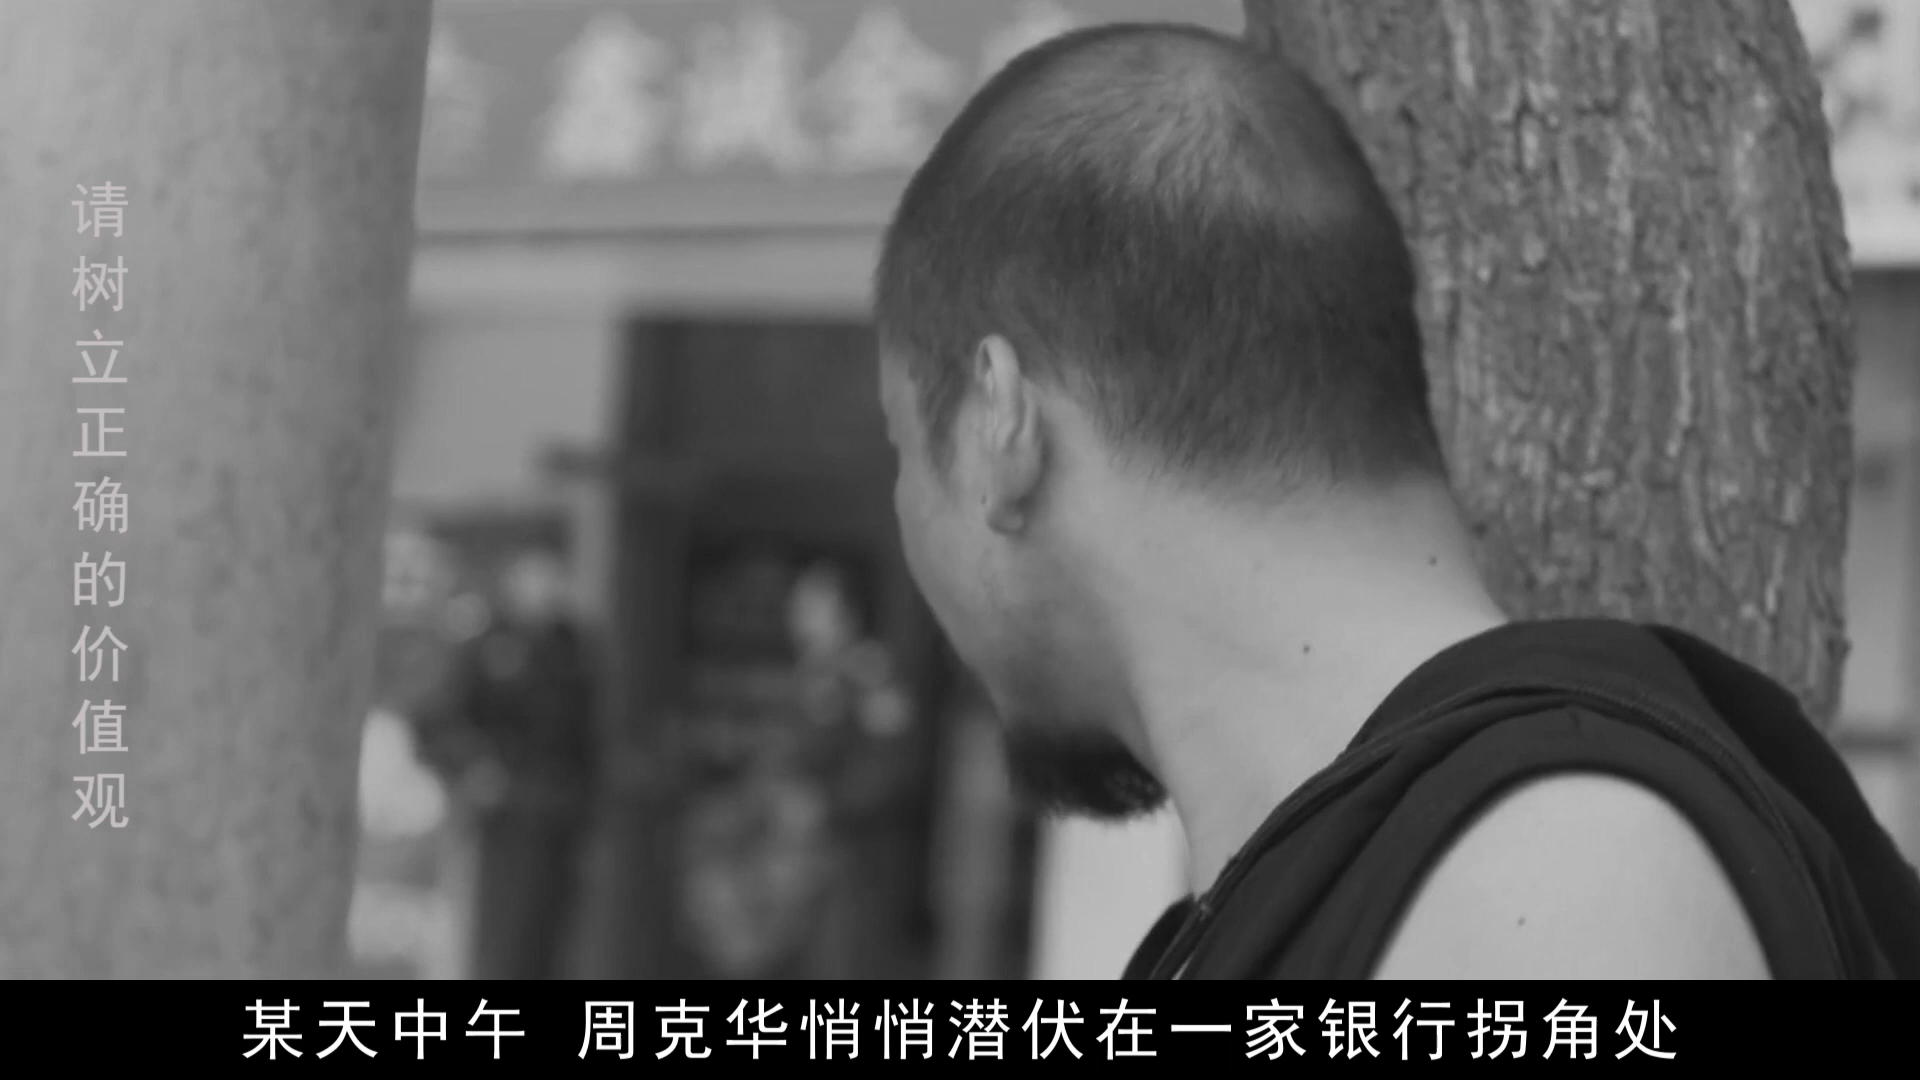 请树立正确的价值观
某天中午 周克华悄悄潜伏在一家银行拐角处